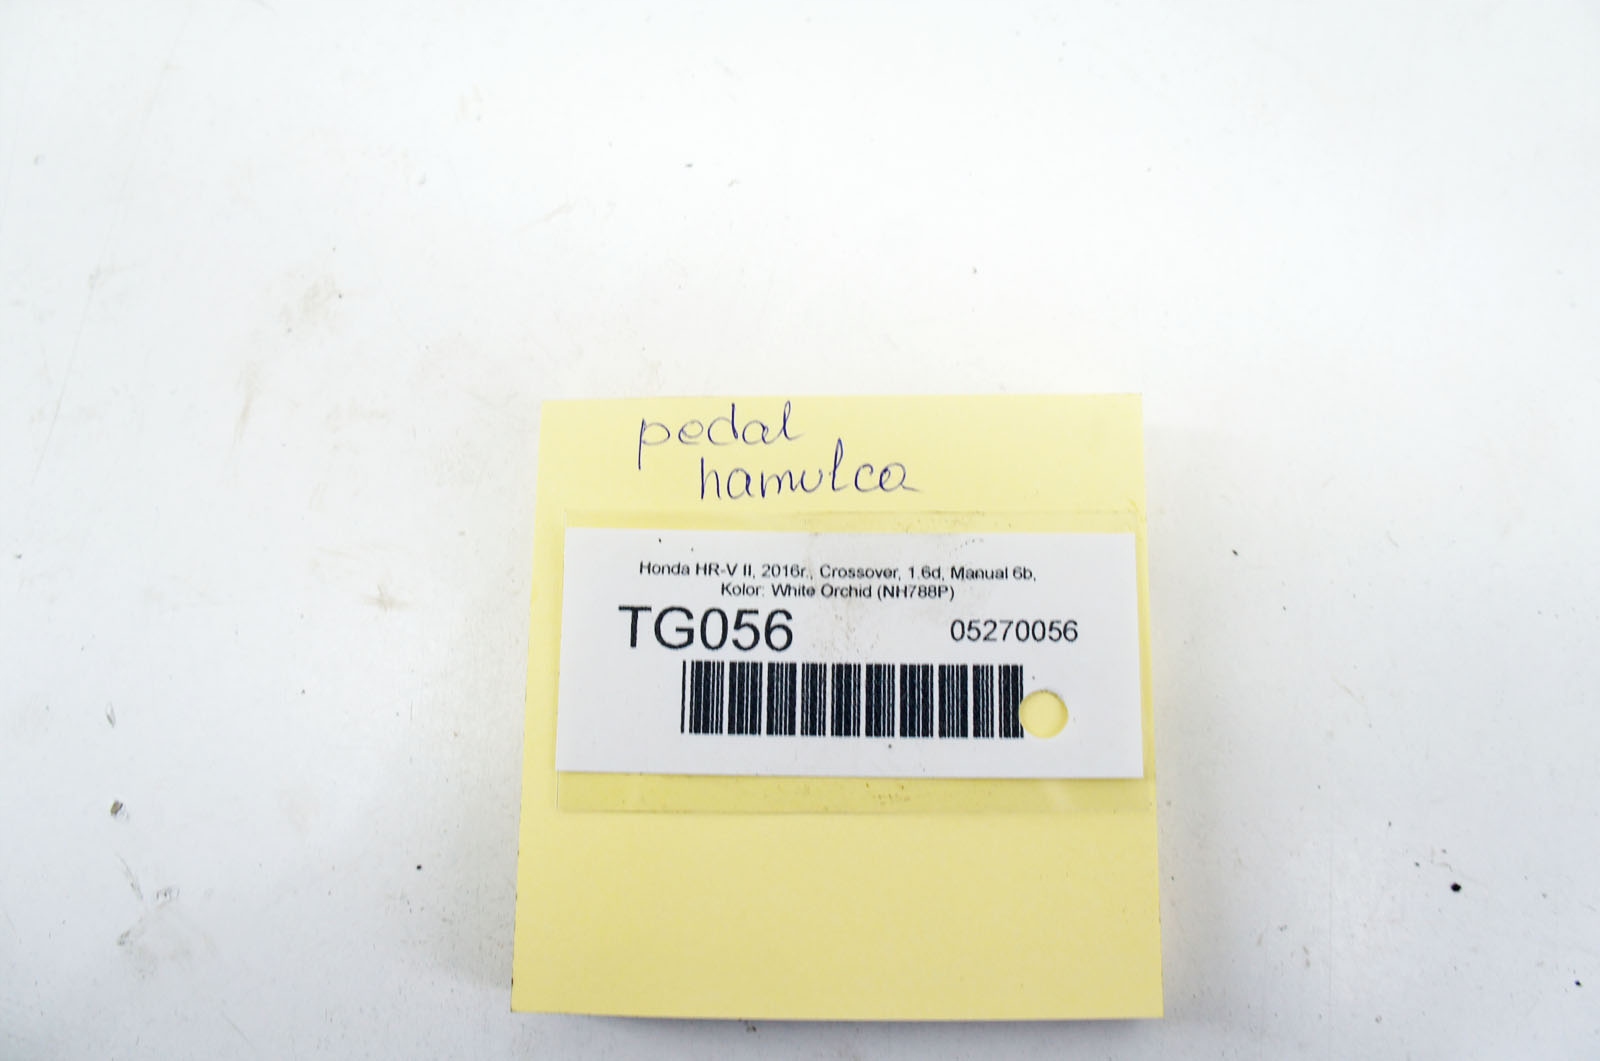 pedal
hamulca
Honda HR-V II, 2016r., Crossover, 1.6d, Manual 6b,
Kolor: White Orchid (NH788P)
TG056 05270056